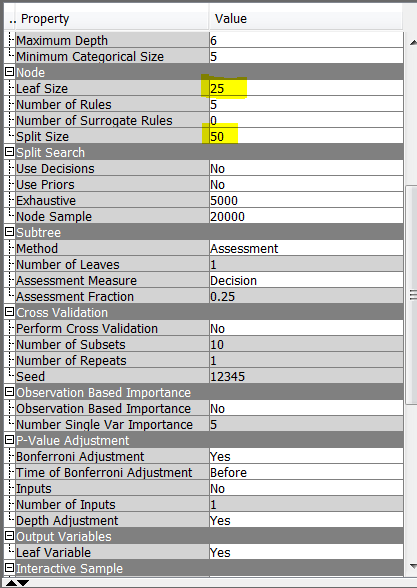 .. Property Value
Maximum Depth 6
Minimum Categorical Size 5
Node
Leaf Size 25
Number of Rules 5
Number of Surrogate Rules 0
Split Size 50
Split Search
Use Decisions No
Use Priors No
Exhaustive 5000
Node Sample 20000
Subtree
Method Assessment
Number of Leaves 1
Assessment Measure Decision
Assessment Fraction 0.25
Cross Validation
Perform Cross Validation No
Number of Subsets 10
Number of Repeats 1
Seed 12345
Observation Based Importance
Observation Based Importance No
Number Single Var Importance 5
P-Value Adjustment
Bonferroni Adjustment Yes
Time of Bonferroni Adjustment Before
Inputs No
Number of Inputs 1
Depth Adjustment Yes
Output Variables
Leaf Variable Yes
Interactive Sample